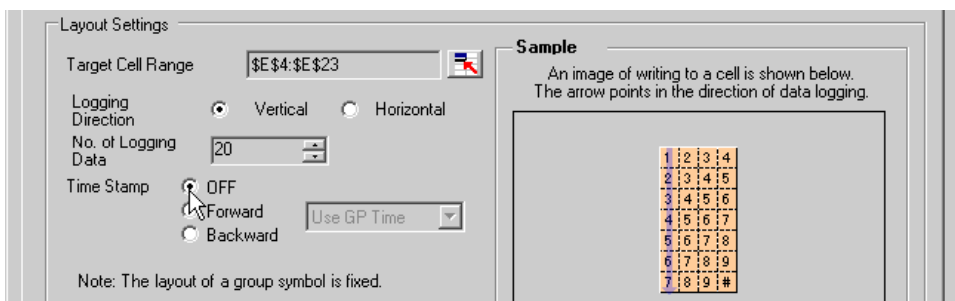 Layout Settings
Target Cell Range $E$4:$E$23
Logging Direction Vertical Horizontal
No. of Logging Data 20
Time Stamp OFF
Forward Use GP Time
Backward
Note: The layout of a group symbol is fixed.
Sample
An image of writing to a cell is shown below.
The arrow points in the direction of data logging.
1 2 3 4
2 3 4 5
3 4 5 6
4 5 6 7
5 6 7 8
6 7 8 9
7 8 9 #